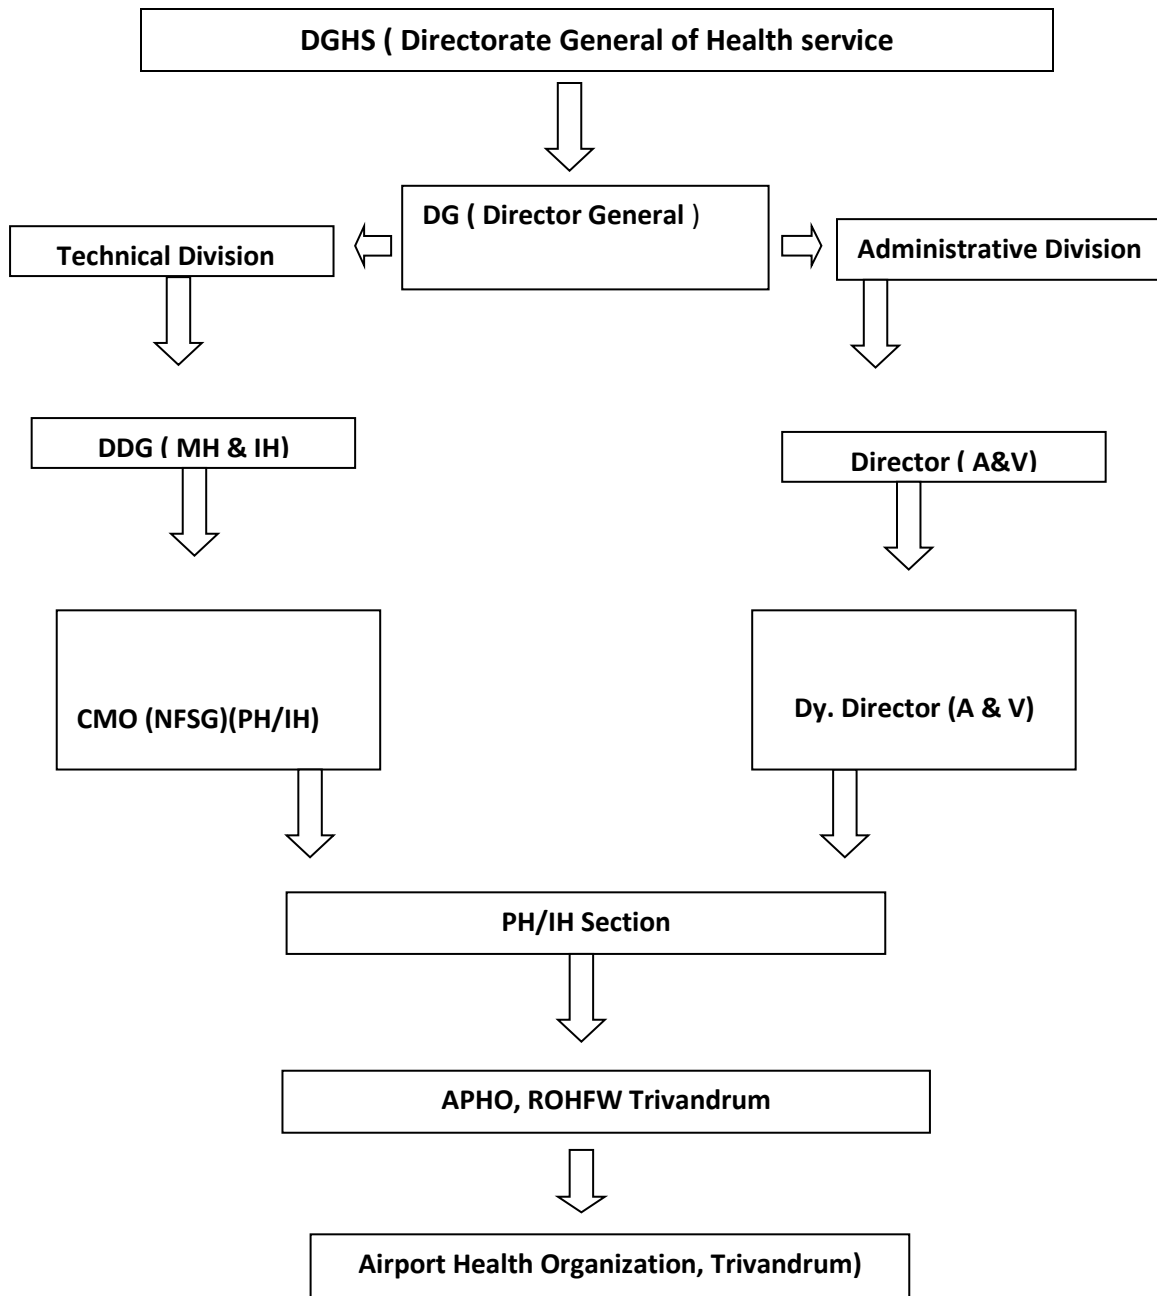 DGHS ( Directorate General of Health service
DG ( Director General )
Technical Division
Administrative Division
DDG ( MH & IH)
Director ( A&V)
CMO (NFSG)(PH/IH)
Dy. Director (A & V)
PH/IH Section
APHO, ROHFW Trivandrum
Airport Health Organization, Trivandrum)